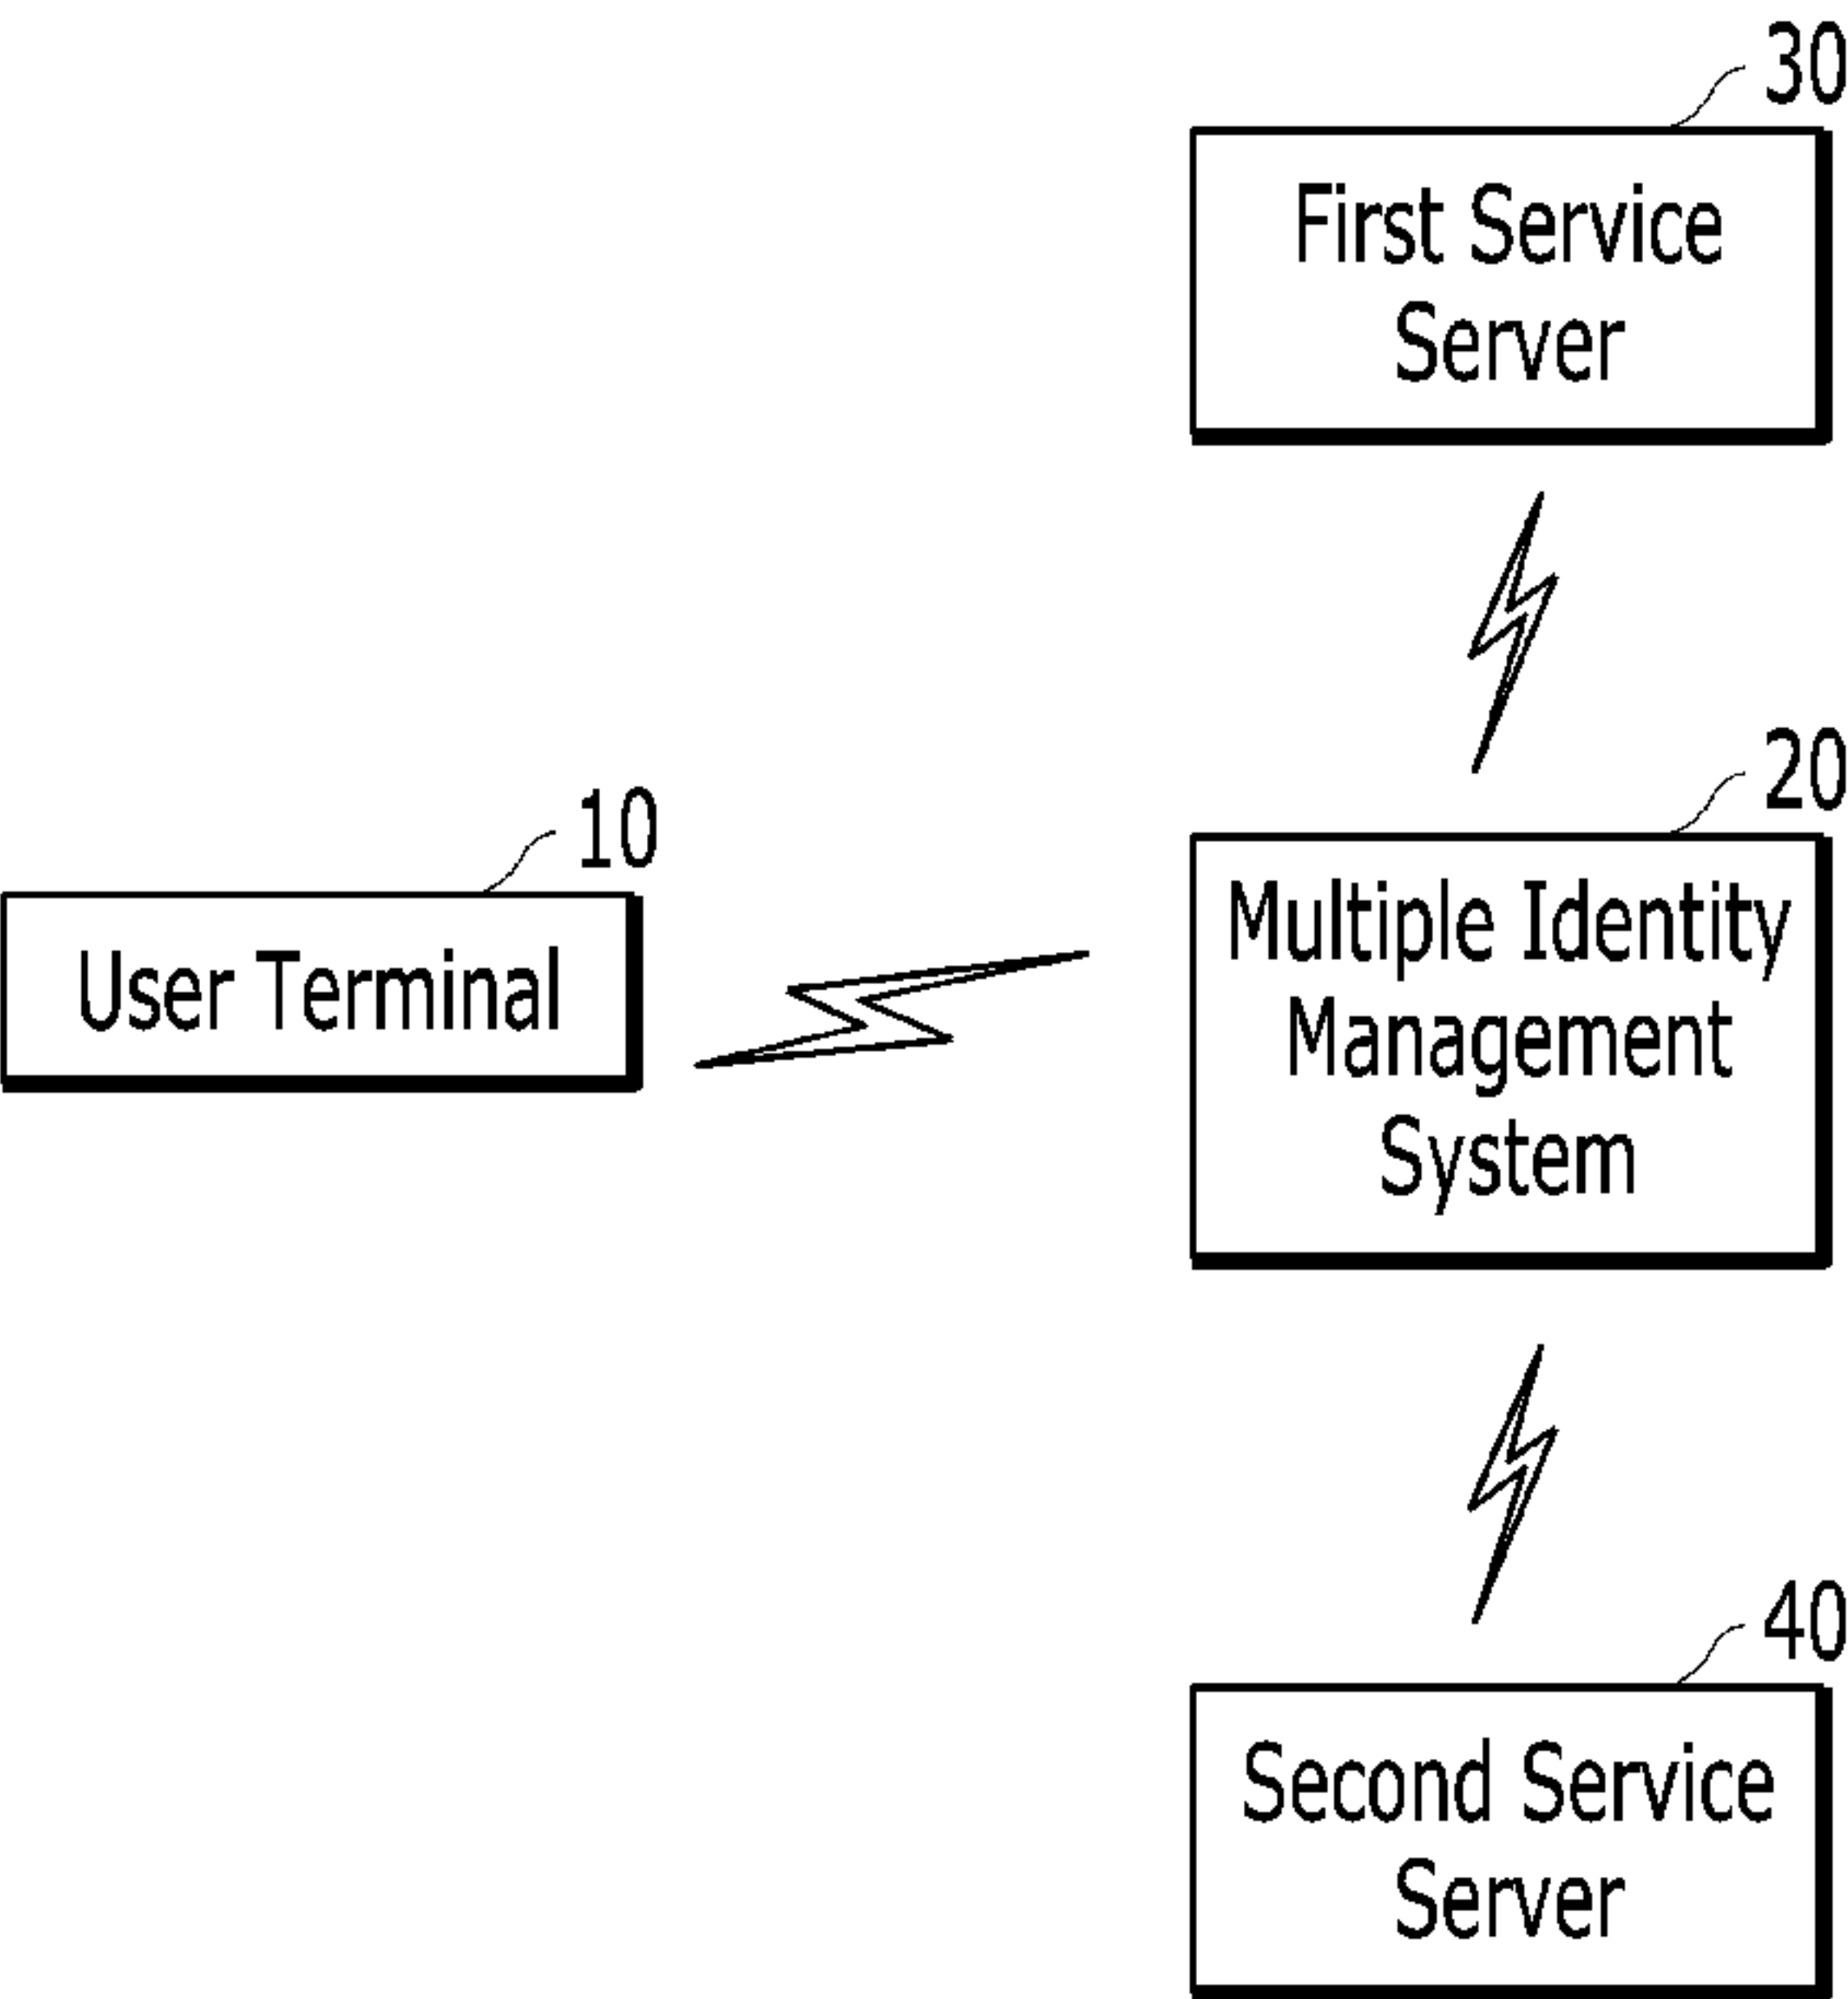 30
First Service
Server
20
10
Multiple Identity
User Terminal
Management
System
40
Second Service
Server